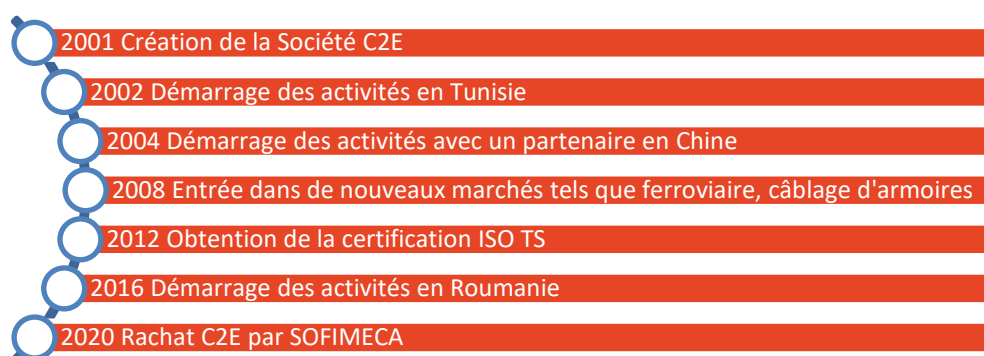 2001 Création de la Société C2E
2002 Démarrage des activités en Tunisie
2004 Démarrage des activités avec un partenaire en Chine
2008 Entrée dans de nouveaux marchés tels que ferroviaire, câblage d'armoires
2012 Obtention de la certification ISO TS
2016 Démarrage des activités en Roumanie
2020 Rachat C2E par SOFIMECA